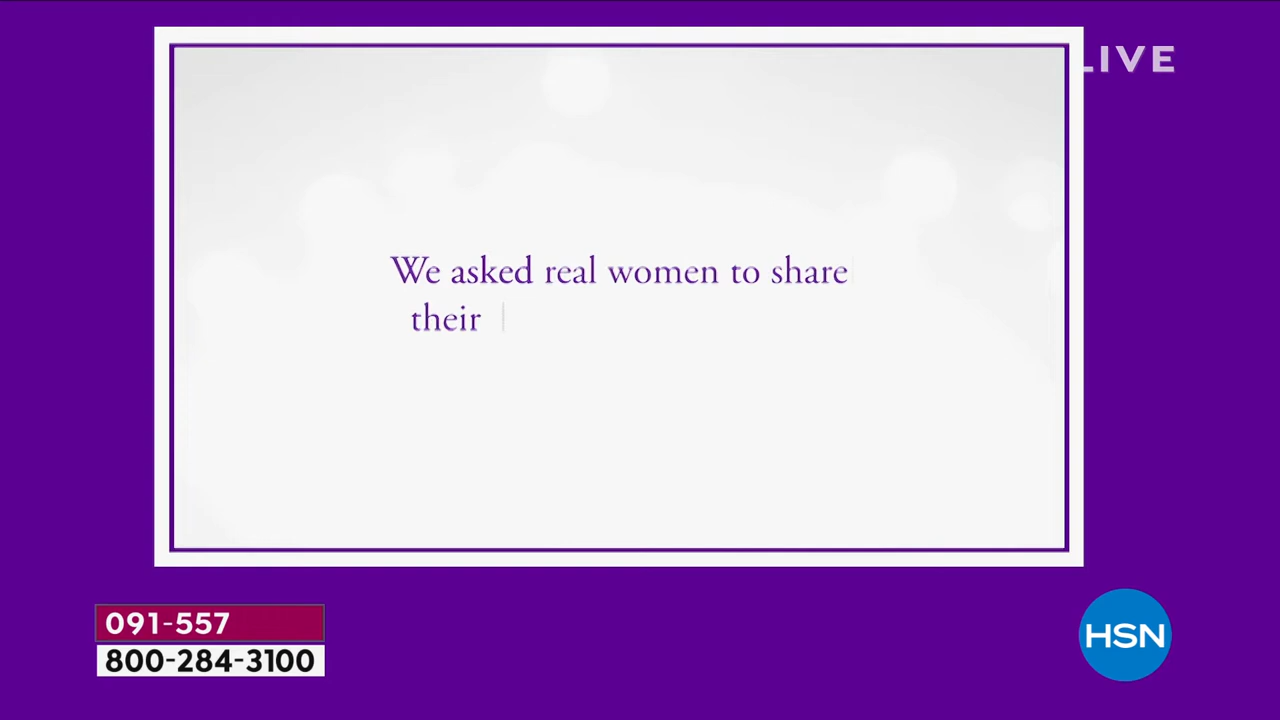 LIVE
We asked real women to share
their
091-557
800-284-3100
HSN